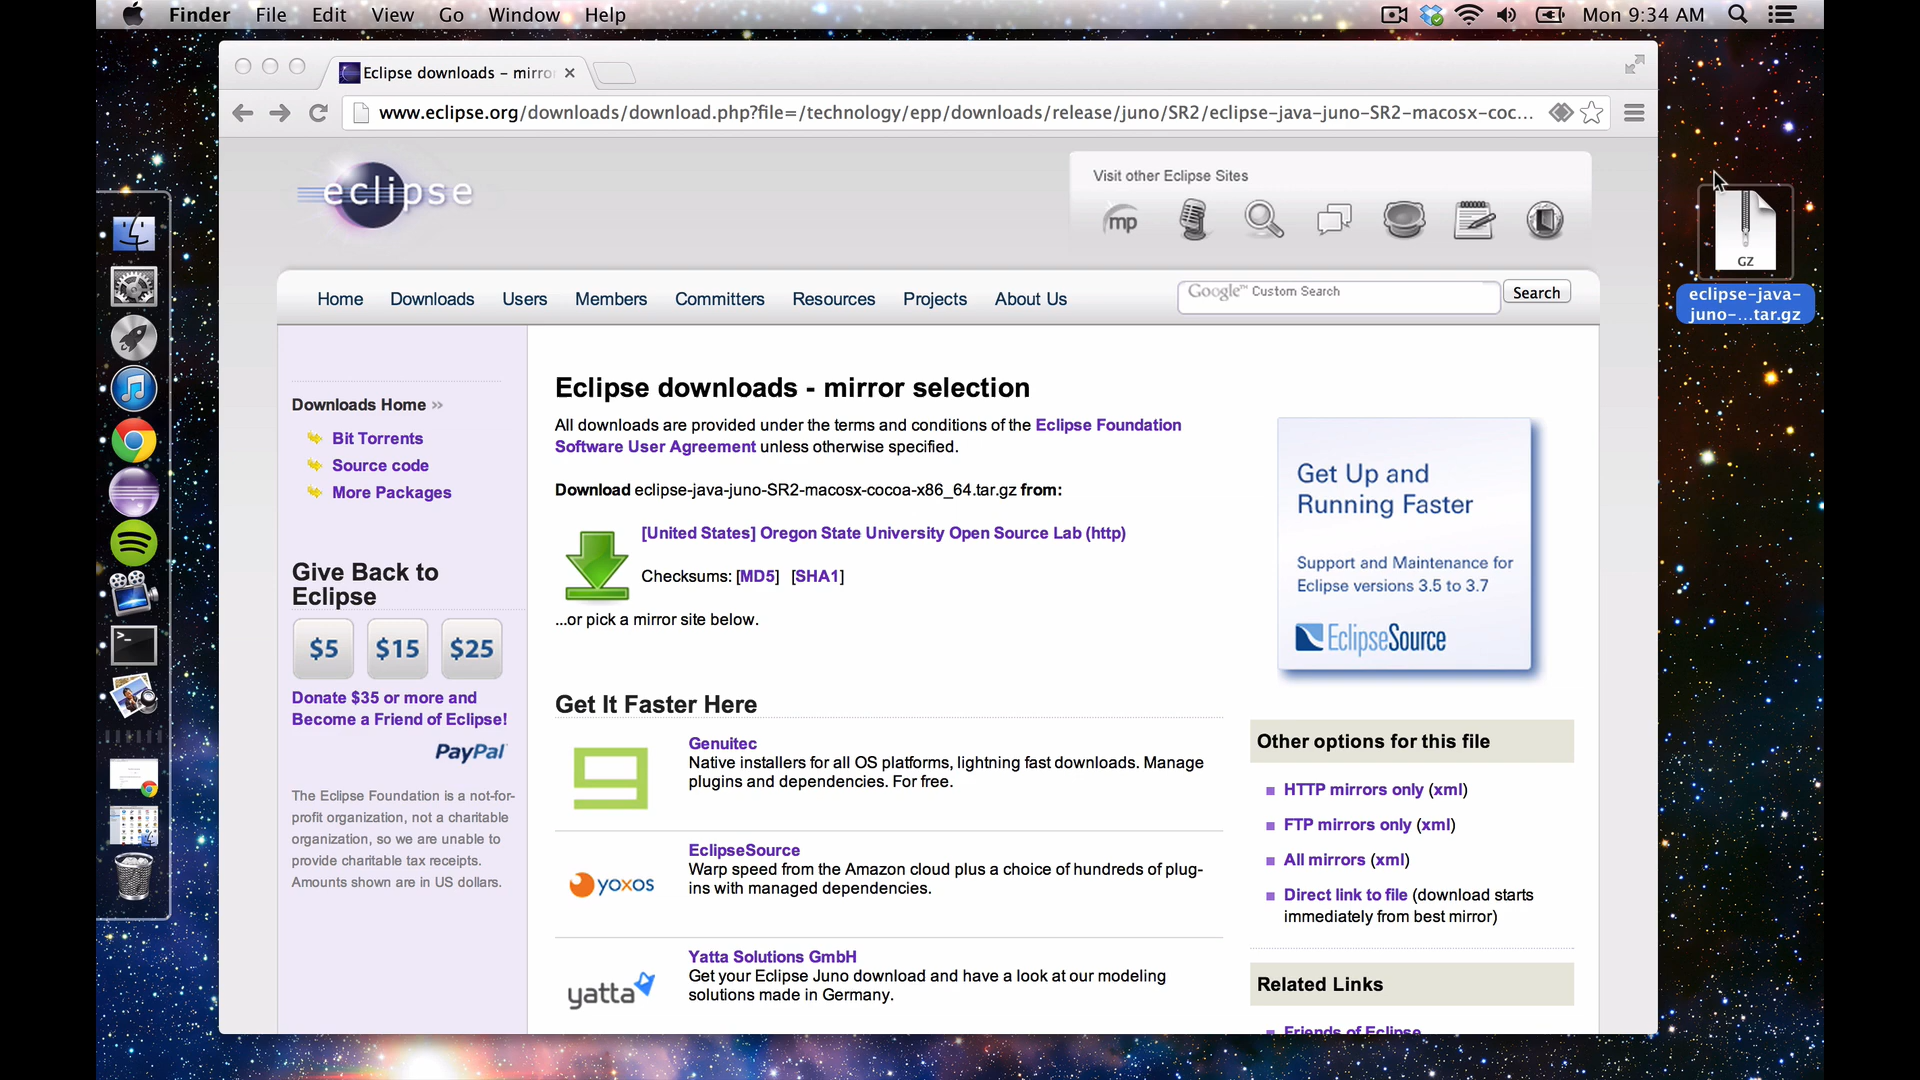 Finder File Edit View Go Window Help Mon 9:34 AM
Eclipse downloads - mirro
www.eclipse.org/downloads/download.php?file=/technology/epp/downloads/release/juno/SR2/eclipse-java-juno-SR2-macosx-coc...
eclipse
Visit other Eclipse Sites
mp
GZ
eclipse-java-
juno-...tar.gz
Home Downloads Users Members Committers Resources Projects About Us
Google™ Custom Search
Search
Downloads Home
Bit Torrents
Source code
More Packages
Give Back to
Eclipse
$5 $15 $25
Donate $35 or more and
Become a Friend of Eclipse!
PayPal
The Eclipse Foundation is a not-for-
profit organization, not a charitable
organization, so we are unable to
provide charitable tax receipts.
Amounts shown are in US dollars.
Eclipse downloads - mirror selection
All downloads are provided under the terms and conditions of the Eclipse Foundation
Software User Agreement unless otherwise specified.
Download eclipse-java-juno-SR2-macosx-cocoa-x86_64.tar.gz from:
[United States] Oregon State University Open Source Lab (http)
Checksums: [MD5] [SHA1]
...or pick a mirror site below.
Get It Faster Here
Genuitec
Native installers for all OS platforms, lightning fast downloads. Manage
plugins and dependencies. For free.
EclipseSource
Warp speed from the Amazon cloud plus a choice of hundreds of plug-
ins with managed dependencies.
yoxos
Yatta Solutions GmbH
Get your Eclipse Juno download and have a look at our modeling
solutions made in Germany.
yatta
Get Up and
Running Faster
Support and Maintenance for
Eclipse versions 3.5 to 3.7
EclipseSource
Other options for this file
HTTP mirrors only (xml)
FTP mirrors only (xml)
All mirrors (xml)
Direct link to file (download starts
immediately from best mirror)
Related Links
Friends of Eclipse